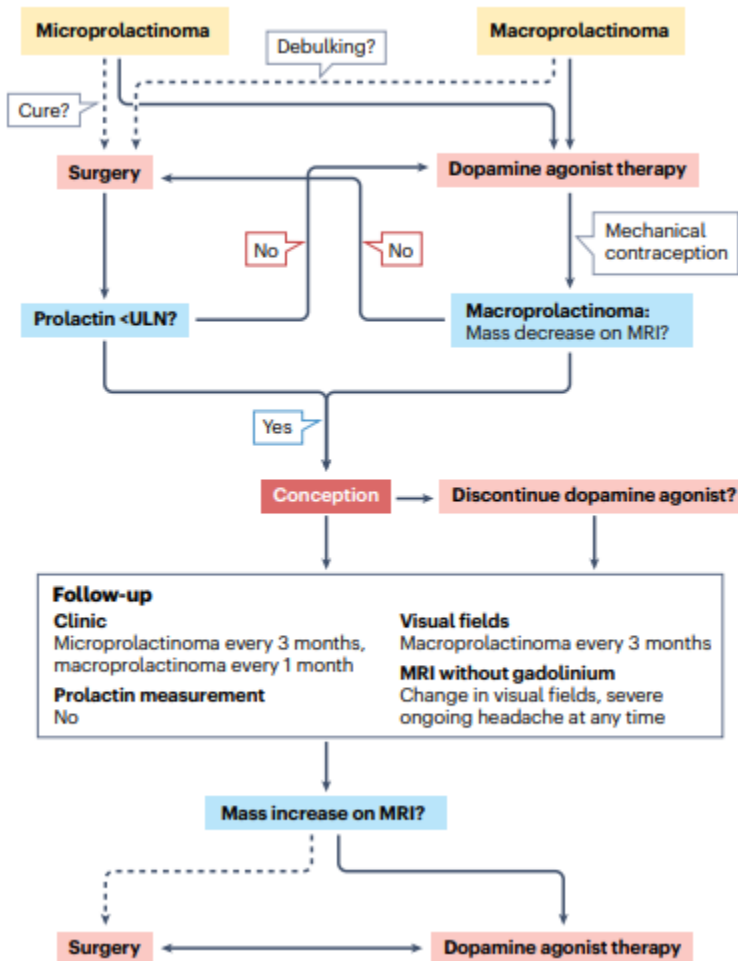 Microprolactinoma
Macroprolactinoma
Debulking?
Cure?
Surgery
Dopamine agonist therapy
No
No
Mechanical
contraception
Prolactin <ULN?
Macroprolactinoma:
Mass decrease on MRI?
Yes
Conception
Discontinue dopamine agonist?
Follow-up
Clinic
Microprolactinoma every 3 months,
macroprolactinoma every 1 month
Prolactin measurement
No
Visual fields
Macroprolactinoma every 3 months
MRI without gadolinium
Change in visual fields, severe
ongoing headache at any time
Mass increase on MRI?
Surgery
Dopamine agonist therapy